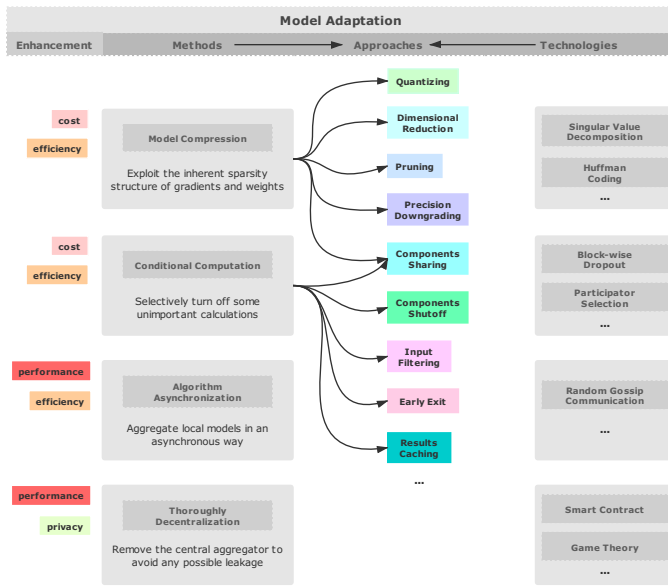 Model Adaptation
Enhancement
Methods
Approaches
Technologies
cost
efficiency
Model Compression
Exploit the inherent sparsity
structure of gradients and weights
cost
efficiency
Conditional Computation
Selectively turn off some
unimportant calculations
performance
efficiency
Algorithm
Asynchronization
Aggregate local models in an
asynchronous way
performance
privacy
Thoroughly
Decentralization
Remove the central aggregator to
avoid any possible leakage
Quantizing
Dimensional
Reduction
Pruning
Precision
Downgrading
Components
Sharing
Components
Shutoff
Input
Filtering
Early Exit
Results
Caching
...
Singular Value
Decomposition
Huffman
Coding
...
Block-wise
Dropout
Participator
Selection
...
Random Gossip
Communication
...
Smart Contract
Game Theory
...